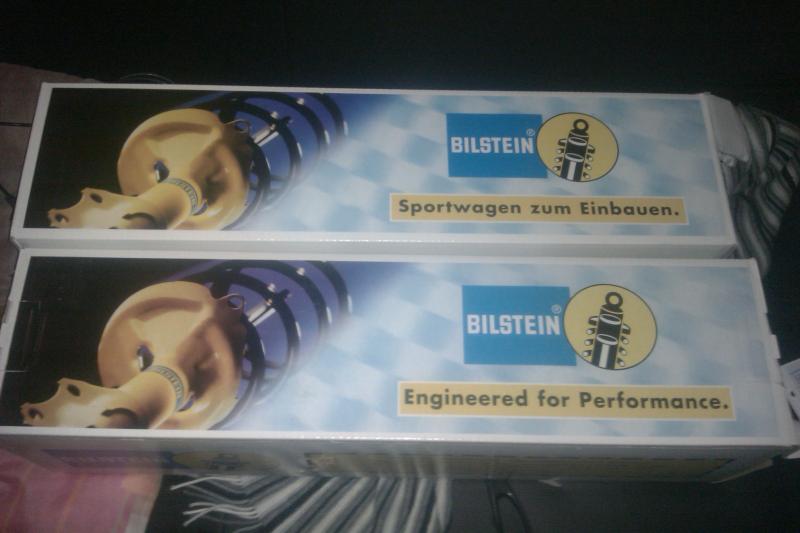 BILSTEIN®
Sportwagen zum Einbauen.
BILSTEIN®
Engineered for Performance.